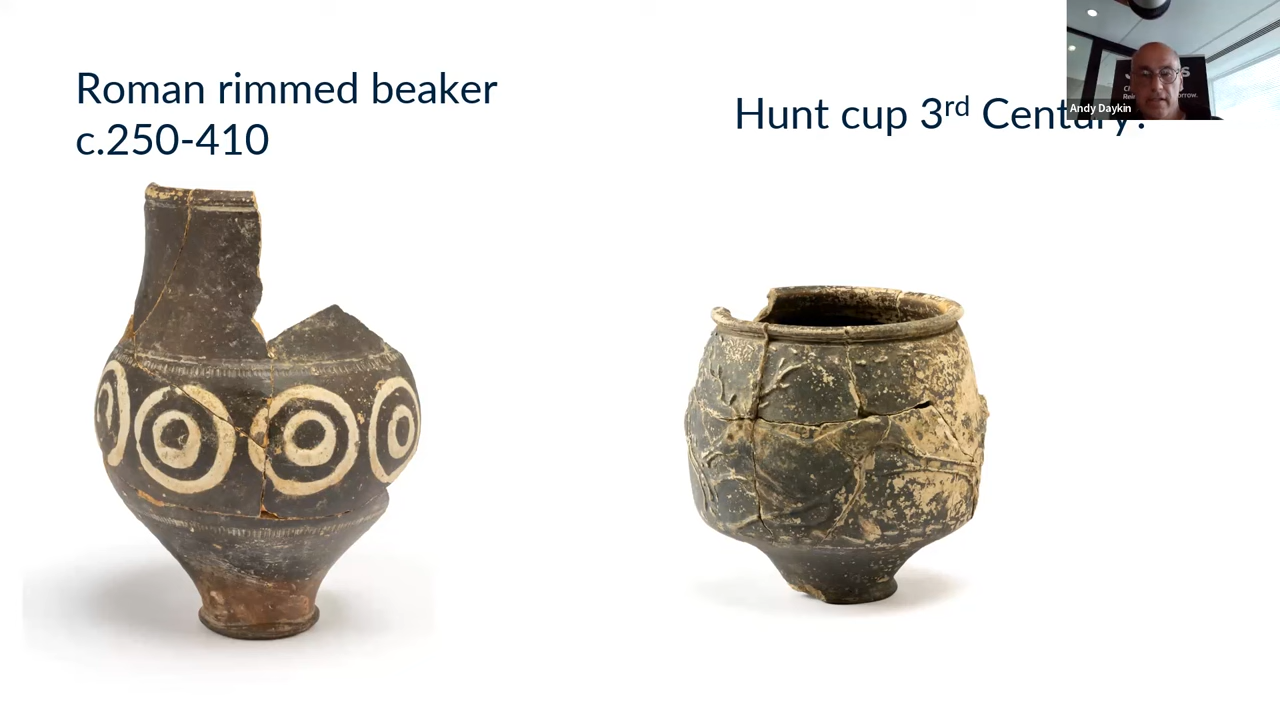 Roman rimmed beaker
c.250-410
Hunt cup 3rd Century?
Andy Daykin